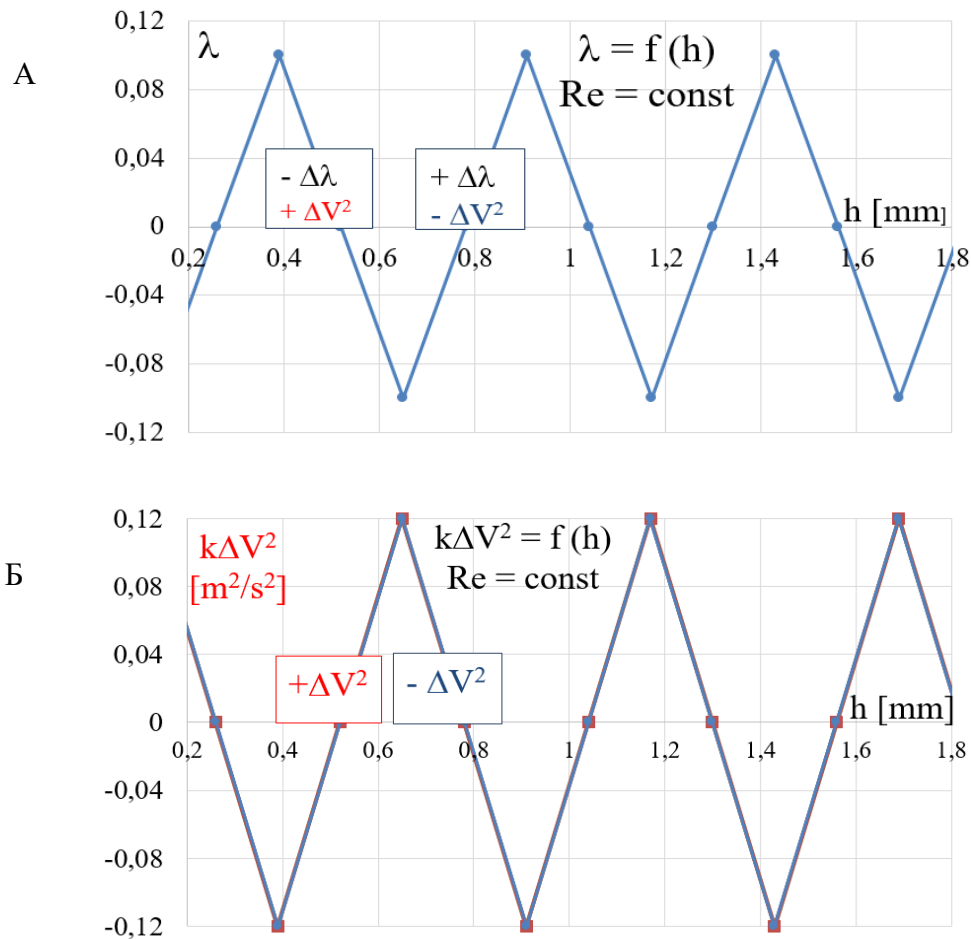 А
0,12
0,08
0,04
0
-0,04
-0,08
-0,12
λ
λ = f (h)
Re = const
- Δλ
+ ΔV²
+ Δλ
- ΔV²
h [mm]
0,2 0,4 0,6 0,8 1 1,2 1,4 1,6 1,8
Б
0,12
0,08
0,04
0
-0,04
-0,08
-0,12
kΔV²
[m²/s²]
kΔV² = f (h)
Re = const
+ΔV²
- ΔV²
h [mm]
0,2 0,4 0,6 0,8 1 1,2 1,4 1,6 1,8